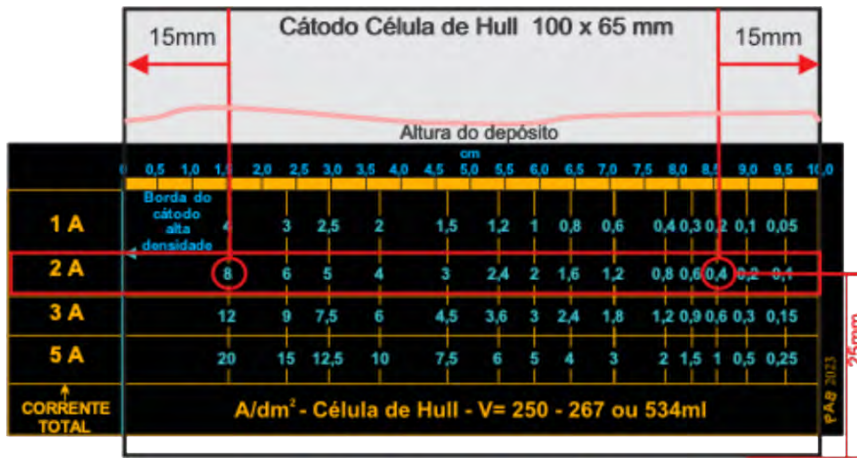 Cátodo Célula de Hull 100 x 65 mm
15mm
15mm
Altura do depósito
cm
0 0,5 1,0 1,5 2,0 2,5 3,0 3,5 4,0 4,5 5,0 5,5 6,0 6,5 7,0 7,5 8,0 8,5 9,0 9,5 10,0
Borda do
cátodo
alta
densidade
1 A 4 3 2,5 2 1,5 1,2 1 0,8 0,6 0,4 0,3 0,2 0,1 0,05
2 A 8 6 5 4 3 2,4 2 1,6 1,2 0,8 0,6 0,4 0,2 0,1
3 A 12 9 7,5 6 4,5 3,6 3 2,4 1,8 1,2 0,9 0,6 0,3 0,15
5 A 20 15 12,5 10 7,5 6 5 4 3 2 1,5 1 0,5 0,25
CORRENTE
TOTAL
A/dm² - Célula de Hull - V= 250 - 267 ou 534ml
PAB 2023
25mm